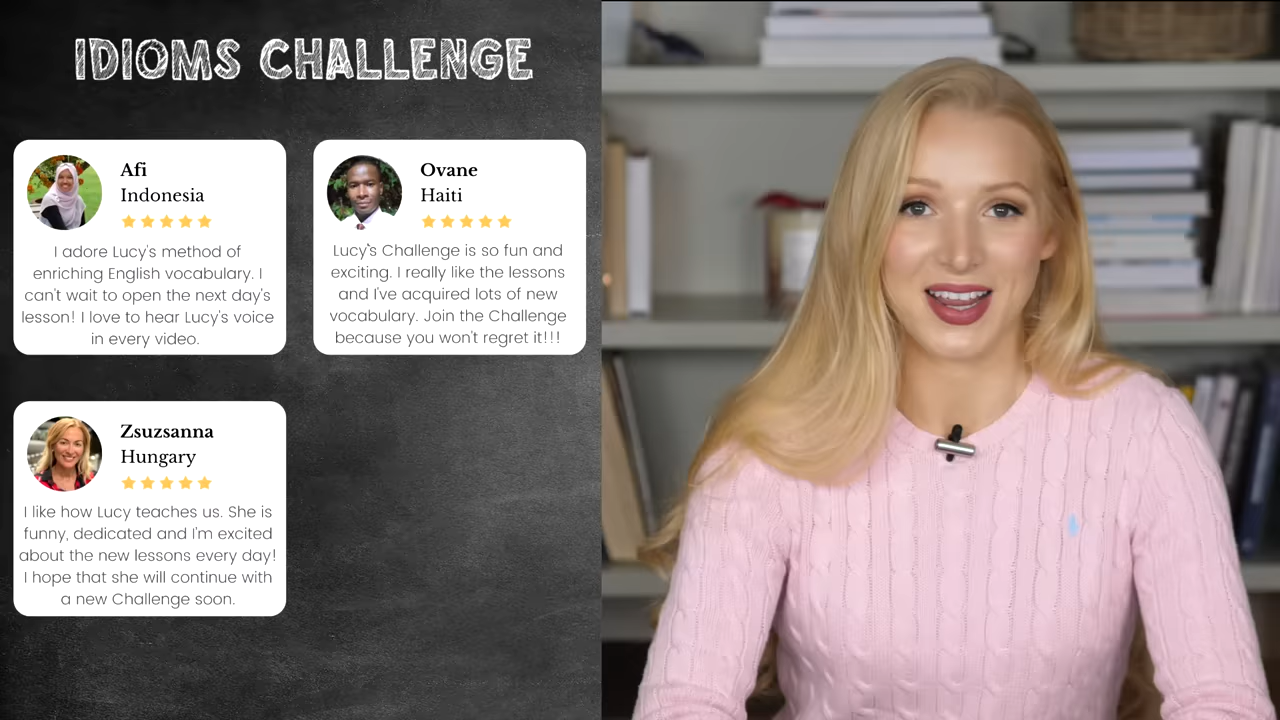 IDIOMS CHALLENGE
Afi
Indonesia
I adore Lucy's method of
enriching English vocabulary. I
can't wait to open the next day's
lesson! I love to hear Lucy's voice
in every video.
Ovane
Haiti
Lucy`s Challenge is so fun and
exciting. I really like the lessons
and I've acquired lots of new
vocabulary. Join the Challenge
because you won't regret it!!!
Zsuzsanna
Hungary
I like how Lucy teaches us. She is
funny, dedicated and I'm excited
about the new lessons every day!
I hope that she will continue with
a new Challenge soon.